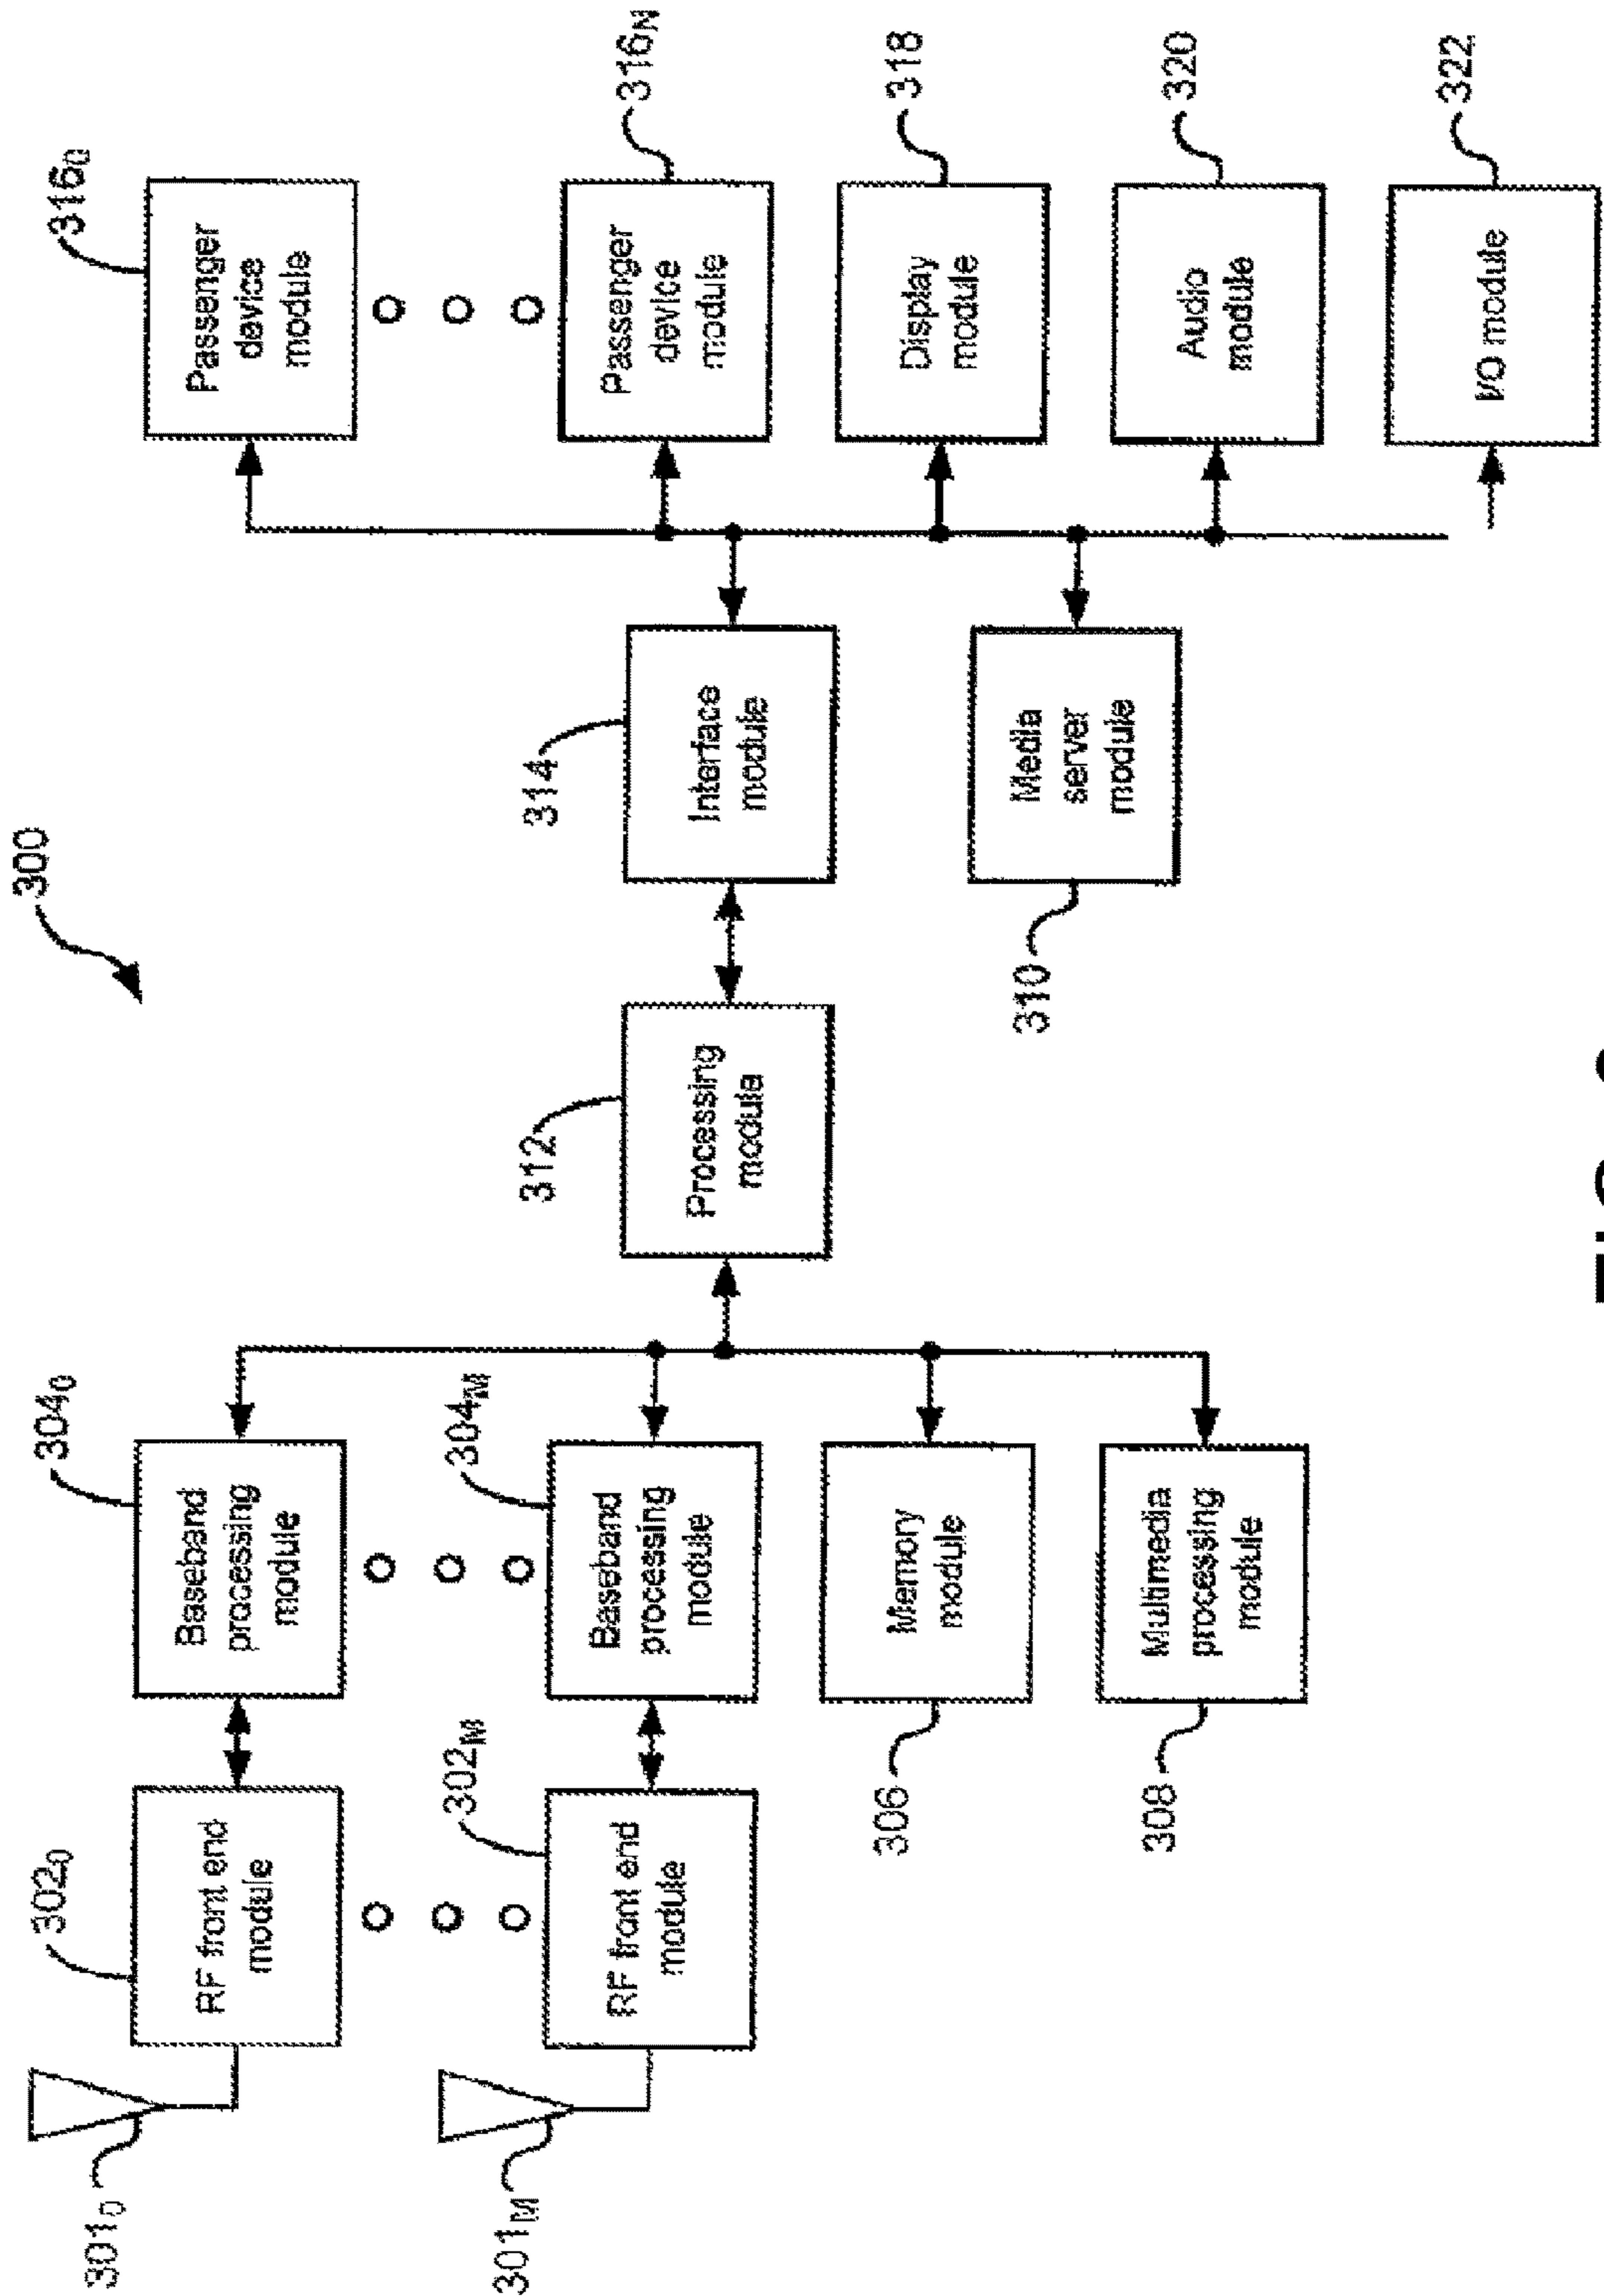 300
301₀
302₀
RF front end
module
304₀
Baseband
processing
module
316₀
Passenger
device
module
301M
302M
RF front end
module
304M
Baseband
processing
module
312
Processing
module
314
Interface
module
316N
Passenger
device
module
306
Memory
module
310
Media
server
module
318
Display
module
308
Multimedia
processing
module
320
Audio
module
322
I/O module